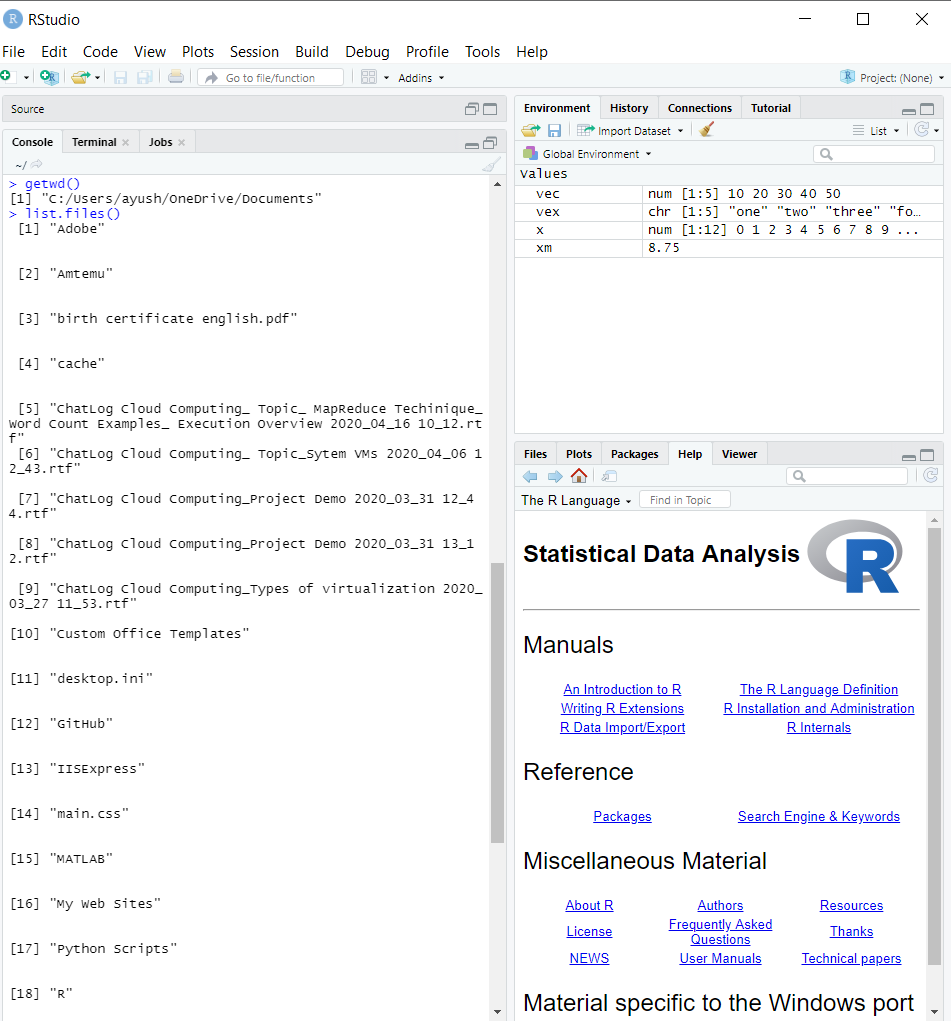 R RStudio
File Edit Code View Plots Session Build Debug Profile Tools Help
Go to file/function Addins R Project: (None)
Source
Console Terminal Jobs
~/
> getwd()
[1] "C:/Users/ayush/OneDrive/Documents"
> list.files()
[1] "Adobe"
[2] "Amtemu"
[3] "birth certificate english.pdf"
[4] "cache"
[5] "ChatLog Cloud Computing_ Topic_ MapReduce Techinique_
Word Count Examples_ Execution Overview 2020_04_16 10_12.rt
f"
[6] "ChatLog Cloud Computing_ Topic_Sytem VMs 2020_04_06 1
2_43.rtf"
[7] "ChatLog Cloud Computing_Project Demo 2020_03_31 12_4
4.rtf"
[8] "ChatLog Cloud Computing_Project Demo 2020_03_31 13_1
2.rtf"
[9] "ChatLog Cloud Computing_Types of virtualization 2020_
03_27 11_53.rtf"
[10] "Custom Office Templates"
[11] "desktop.ini"
[12] "GitHub"
[13] "IISExpress"
[14] "main.css"
[15] "MATLAB"
[16] "My Web Sites"
[17] "Python Scripts"
[18] "R"
Environment History Connections Tutorial
Import Dataset List
Global Environment
Values
vec num [1:5] 10 20 30 40 50
vex chr [1:5] "one" "two" "three" "fo…
x num [1:12] 0 1 2 3 4 5 6 7 8 9 ...
xm 8.75
Files Plots Packages Help Viewer
The R Language Find in Topic
Statistical Data Analysis R
Manuals
An Introduction to R The R Language Definition
Writing R Extensions R Installation and Administration
R Data Import/Export R Internals
Reference
Packages Search Engine & Keywords
Miscellaneous Material
About R Authors Resources
License Frequently Asked Questions Thanks
NEWS User Manuals Technical papers
Material specific to the Windows port